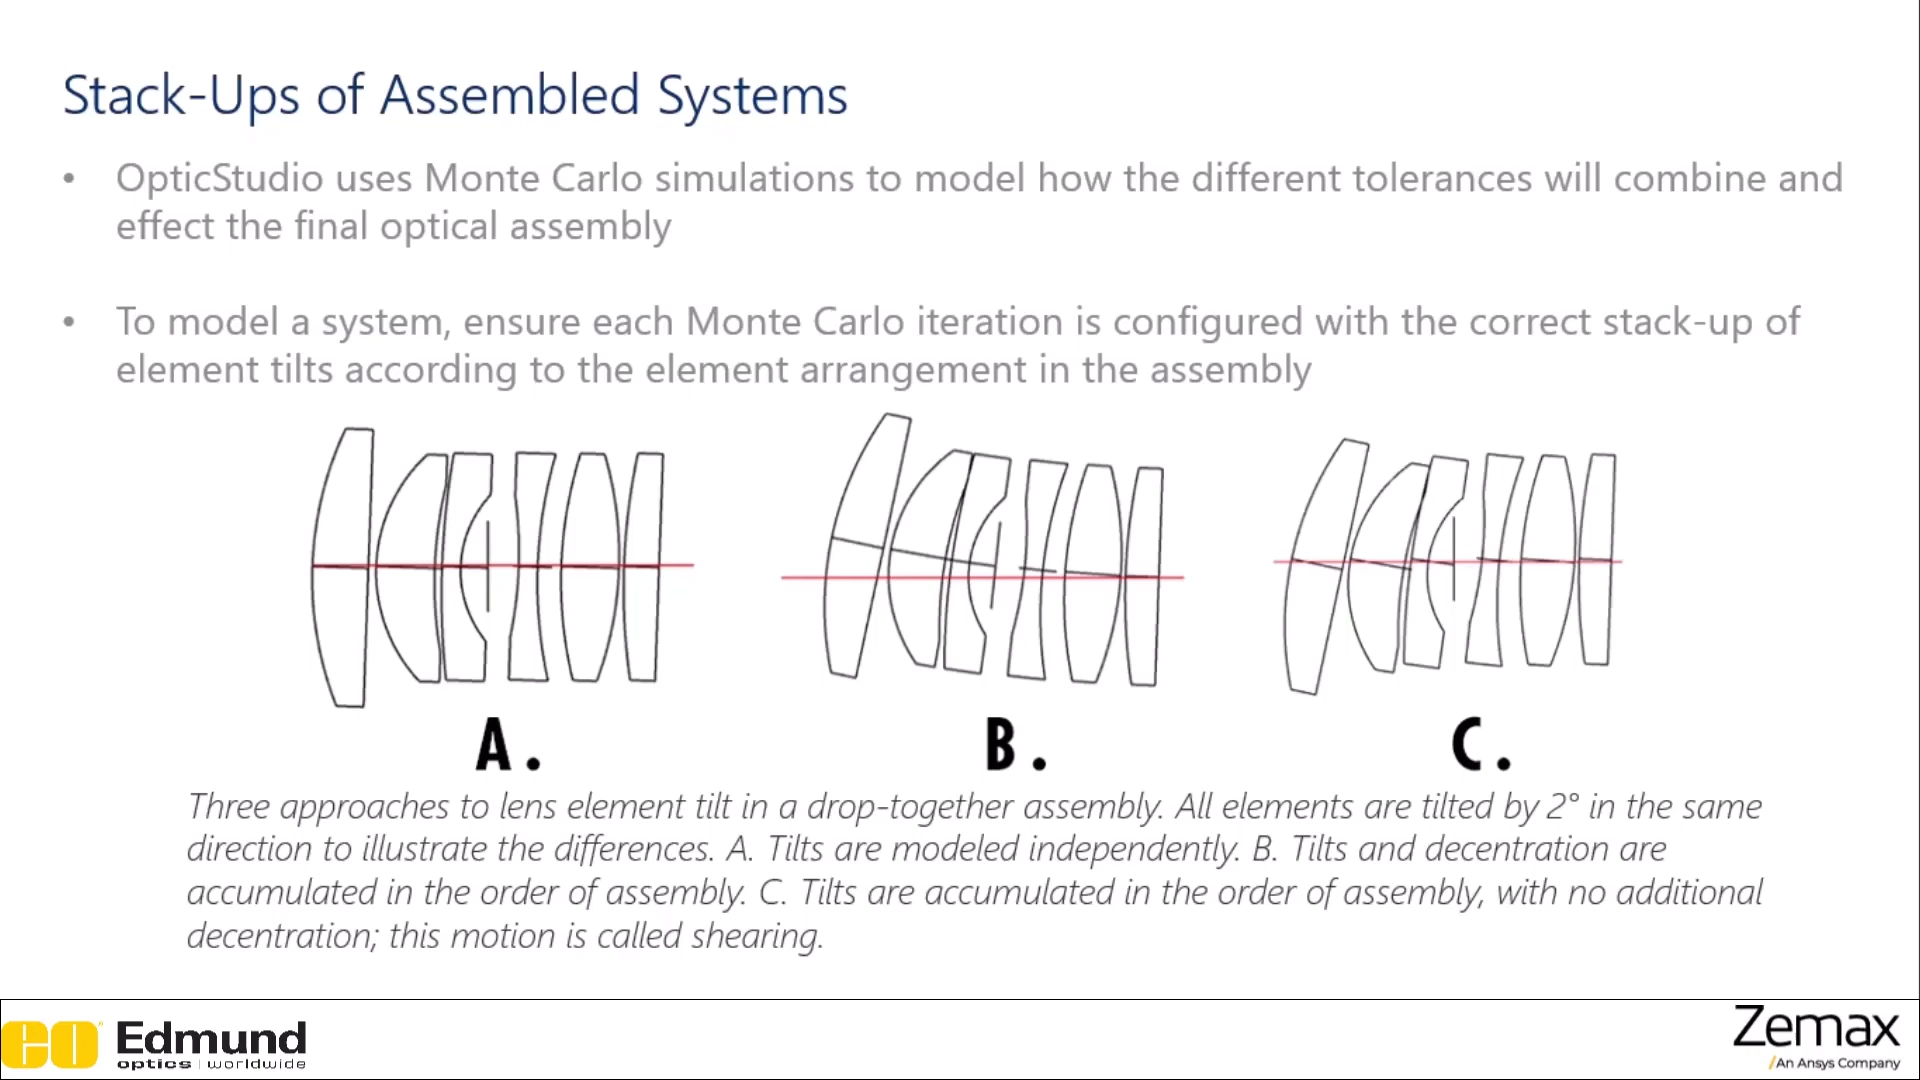 Stack-Ups of Assembled Systems
• OpticStudio uses Monte Carlo simulations to model how the different tolerances will combine and
effect the final optical assembly
• To model a system, ensure each Monte Carlo iteration is configured with the correct stack-up of
element tilts according to the element arrangement in the assembly
A. B. C.
Three approaches to lens element tilt in a drop-together assembly. All elements are tilted by 2° in the same
direction to illustrate the differences. A. Tilts are modeled independently. B. Tilts and decentration are
accumulated in the order of assembly. C. Tilts are accumulated in the order of assembly, with no additional
decentration; this motion is called shearing.
EO Edmund
optics | worldwide
Zemax
/An Ansys Company